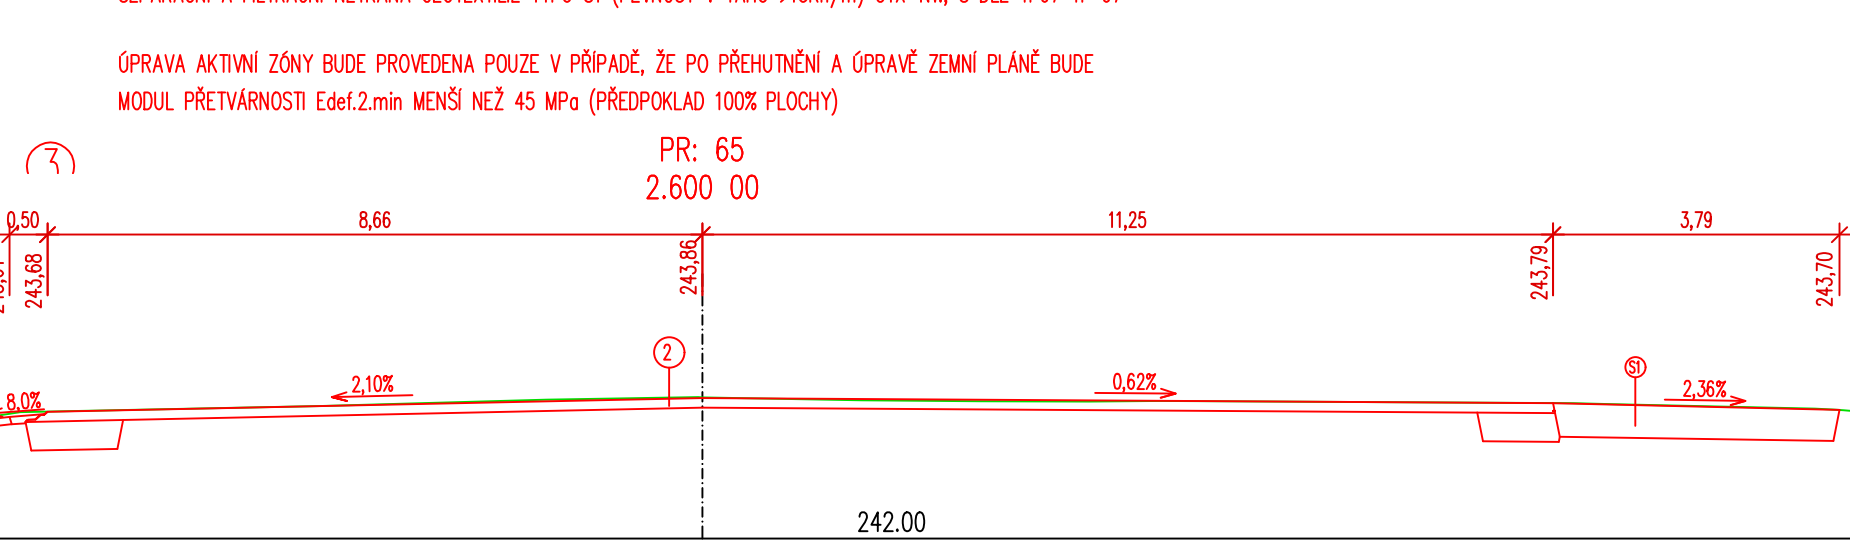 ÚPRAVA AKTIVNÍ ZÓNY BUDE PROVEDENA POUZE V PŘÍPADĚ, ŽE PO PŘEHUTNĚNÍ A ÚPRAVĚ ZEMNÍ PLÁNĚ BUDE
MODUL PŘETVÁRNOSTI Edef.2.min MENŠÍ NEŽ 45 MPa (PŘEDPOKLAD 100% PLOCHY)
3
PR: 65
2.600 00
0,50 8,66 11,25 3,79
243,68 243,86 243,79 243,70
2 S1
8,0% 2,10% 0,62% 2,36%
242.00